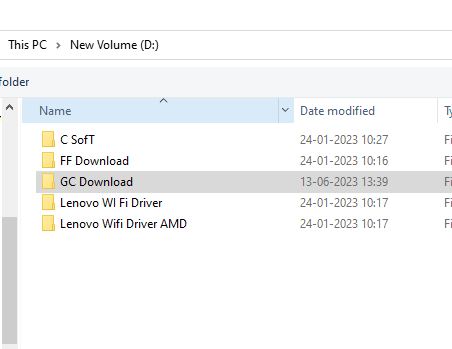 This PC > New Volume (D:)
folder
Name Date modified Ty
C SofT 24-01-2023 10:27 Fi
FF Download 24-01-2023 10:16 Fi
GC Download 13-06-2023 13:39 Fi
Lenovo WI Fi Driver 24-01-2023 10:17 Fi
Lenovo Wifi Driver AMD 24-01-2023 10:17 Fi